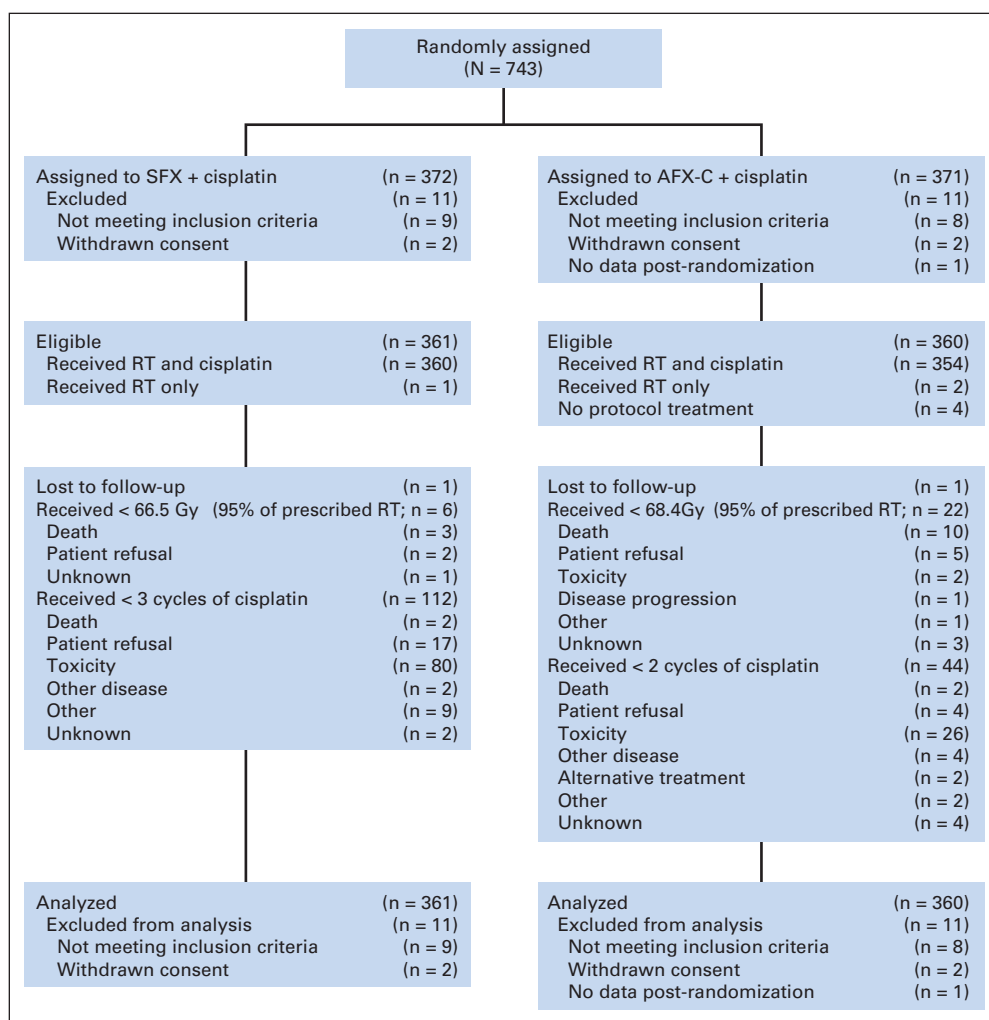 Randomly assigned
(N = 743)
Assigned to SFX + cisplatin (n = 372)
Excluded (n = 11)
Not meeting inclusion criteria (n = 9)
Withdrawn consent (n = 2)
Assigned to AFX-C + cisplatin (n = 371)
Excluded (n = 11)
Not meeting inclusion criteria (n = 8)
Withdrawn consent (n = 2)
No data post-randomization (n = 1)
Eligible (n = 361)
Received RT and cisplatin (n = 360)
Received RT only (n = 1)
Eligible (n = 360)
Received RT and cisplatin (n = 354)
Received RT only (n = 2)
No protocol treatment (n = 4)
Lost to follow-up (n = 1)
Received < 66.5 Gy (95% of prescribed RT; n = 6)
Death (n = 3)
Patient refusal (n = 2)
Unknown (n = 1)
Received < 3 cycles of cisplatin (n = 112)
Death (n = 2)
Patient refusal (n = 17)
Toxicity (n = 80)
Other disease (n = 2)
Other (n = 9)
Unknown (n = 2)
Lost to follow-up (n = 1)
Received < 68.4Gy (95% of prescribed RT; n = 22)
Death (n = 10)
Patient refusal (n = 5)
Toxicity (n = 2)
Disease progression (n = 1)
Other (n = 1)
Unknown (n = 3)
Received < 2 cycles of cisplatin (n = 44)
Death (n = 2)
Patient refusal (n = 4)
Toxicity (n = 26)
Other disease (n = 4)
Alternative treatment (n = 2)
Other (n = 2)
Unknown (n = 4)
Analyzed (n = 361)
Excluded from analysis (n = 11)
Not meeting inclusion criteria (n = 9)
Withdrawn consent (n = 2)
Analyzed (n = 360)
Excluded from analysis (n = 11)
Not meeting inclusion criteria (n = 8)
Withdrawn consent (n = 2)
No data post-randomization (n = 1)